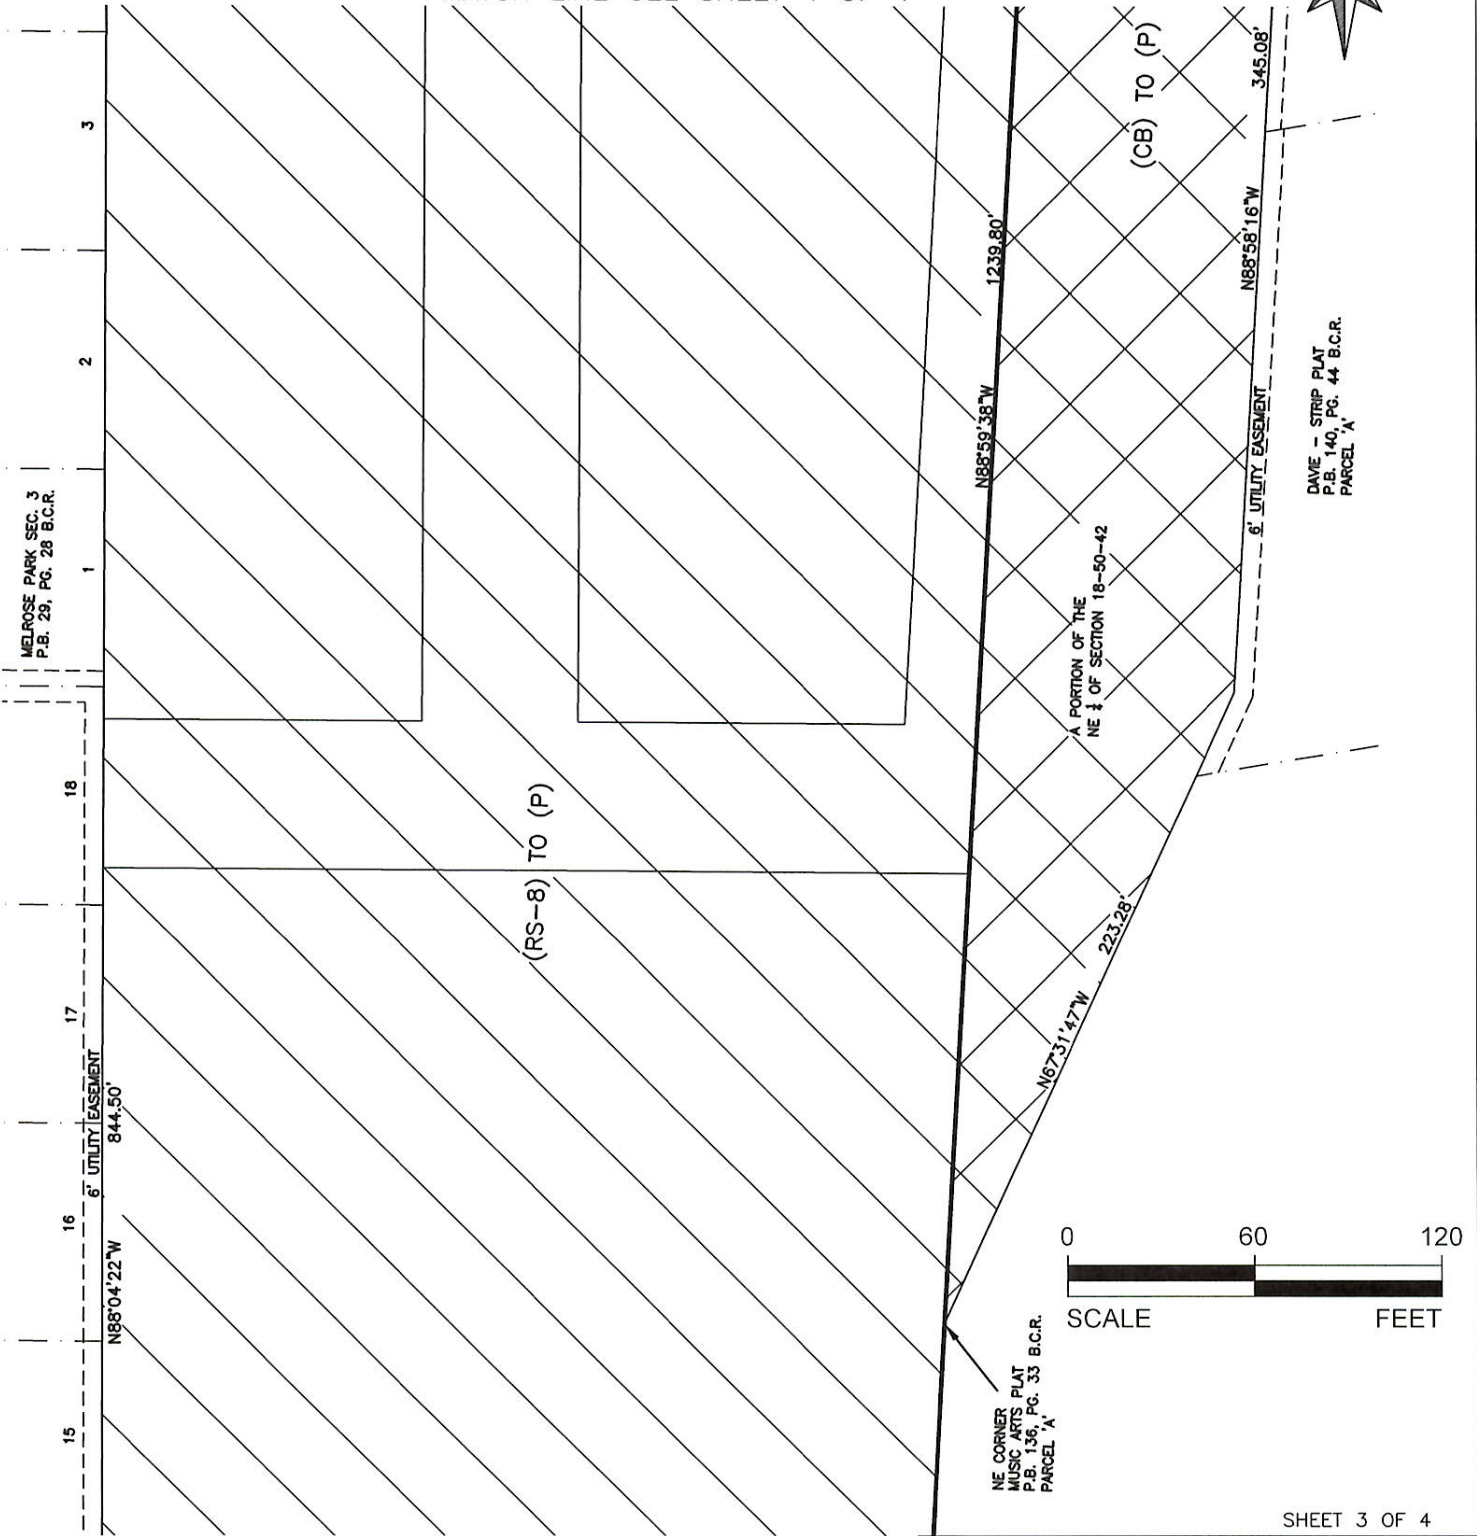 3
2
1
MELROSE PARK SEC. 3
P.B. 29, PG. 28 B.C.R.
18
17
16
15
6' UTILITY EASEMENT
844.50'
N88°04'22"W
(RS-8) TO (P)
(CB) TO (P)
345.08'
N88°58'16"W
1239.80'
N88°59'38"W
6' UTILITY EASEMENT
DAVIE - STRIP PLAT
P.B. 140, PG. 44 B.C.R.
PARCEL 'A'
A PORTION OF THE
NE ¼ OF SECTION 18-50-42
223.28'
N67°31'47"W
NE CORNER
MUSIC ARTS PLAT
P.B. 136, PG. 33 B.C.R.
PARCEL 'A'
0 60 120
SCALE FEET
SHEET 3 OF 4